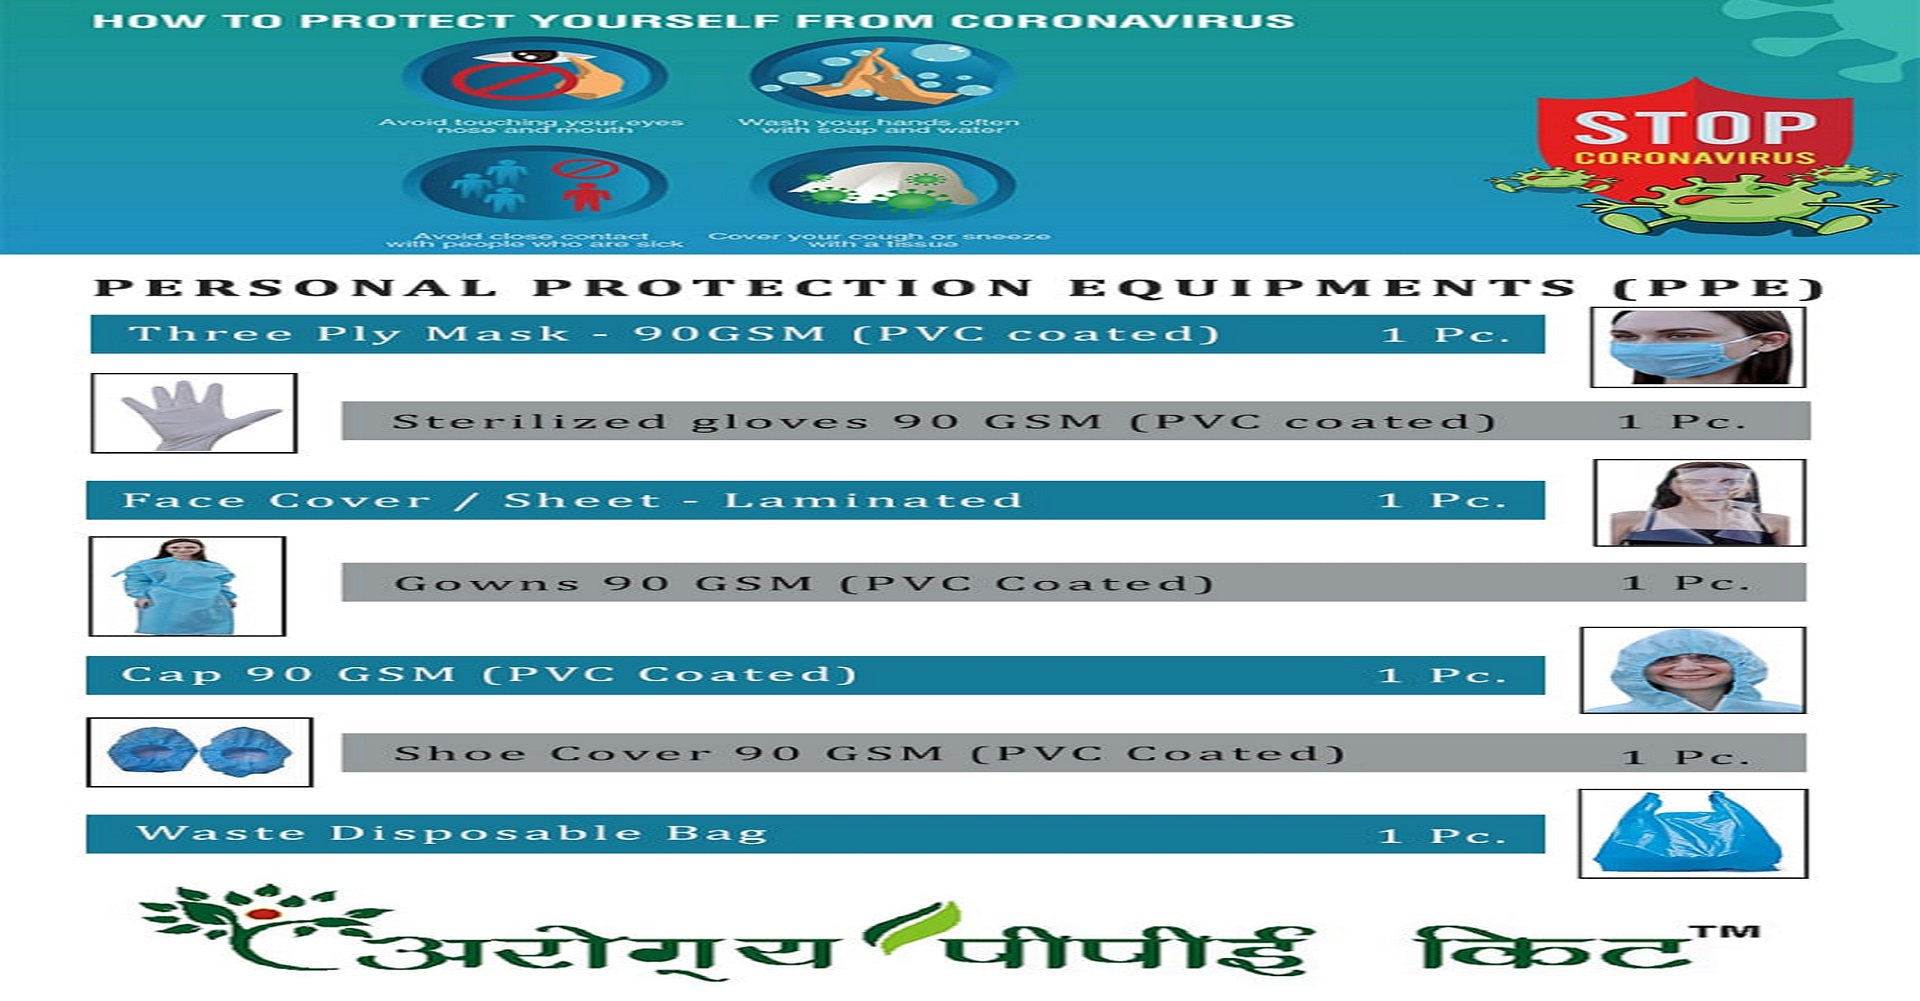 HOW TO PROTECT YOURSELF FROM CORONAVIRUS
Avoid touching your eyes
nose and mouth
Wash your hands often
with soap and water
STOP
CORONAVIRUS
Avoid close contact
with people who are sick
Cover your cough or sneeze
with a tissue
PERSONAL PROTECTION EQUIPMENTS (PPE)
Three Ply Mask - 90GSM (PVC coated) 1 Pc.
Sterilized gloves 90 GSM (PVC coated) 1 Pc.
Face Cover / Sheet - Laminated 1 Pc.
Gowns 90 GSM (PVC Coated) 1 Pc.
Cap 90 GSM (PVC Coated) 1 Pc.
Shoe Cover 90 GSM (PVC Coated) 1 Pc.
Waste Disposable Bag 1 Pc.
अरोग्य पीपीई किट TM